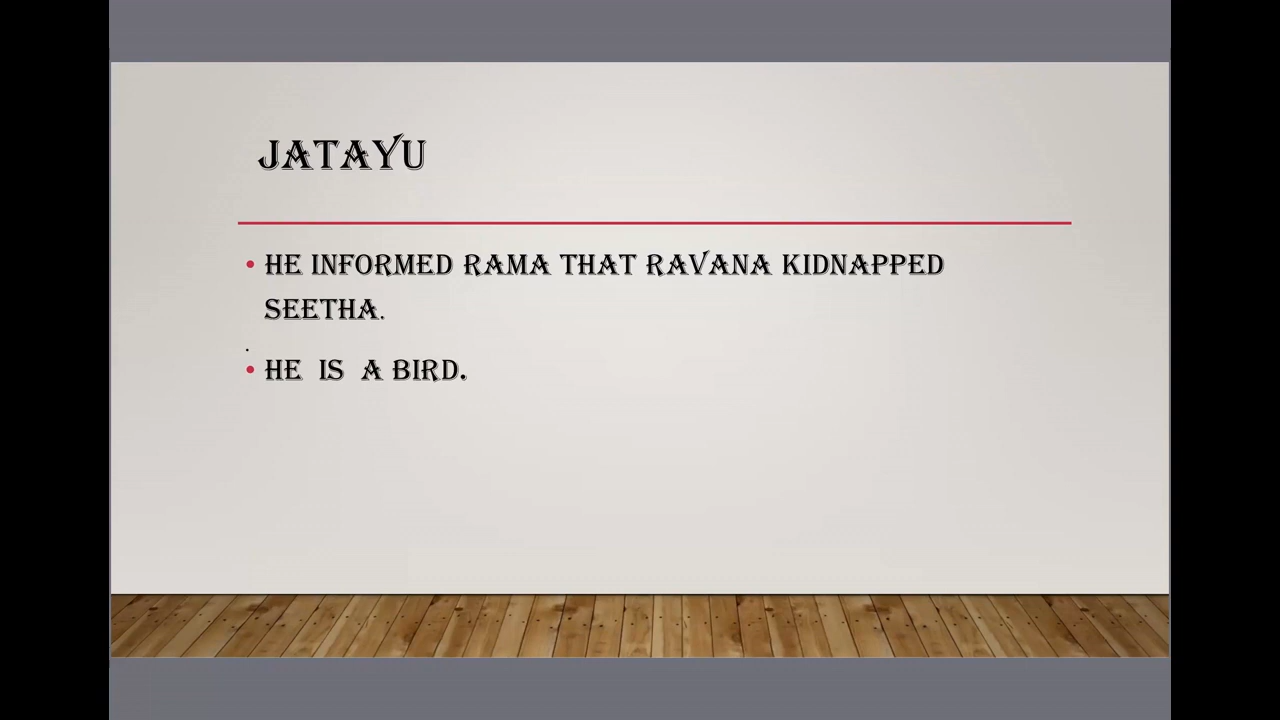 JATAYU
• HE INFORMED RAMA THAT RAVANA KIDNAPPED
SEETHA.
.
• HE IS A BIRD.